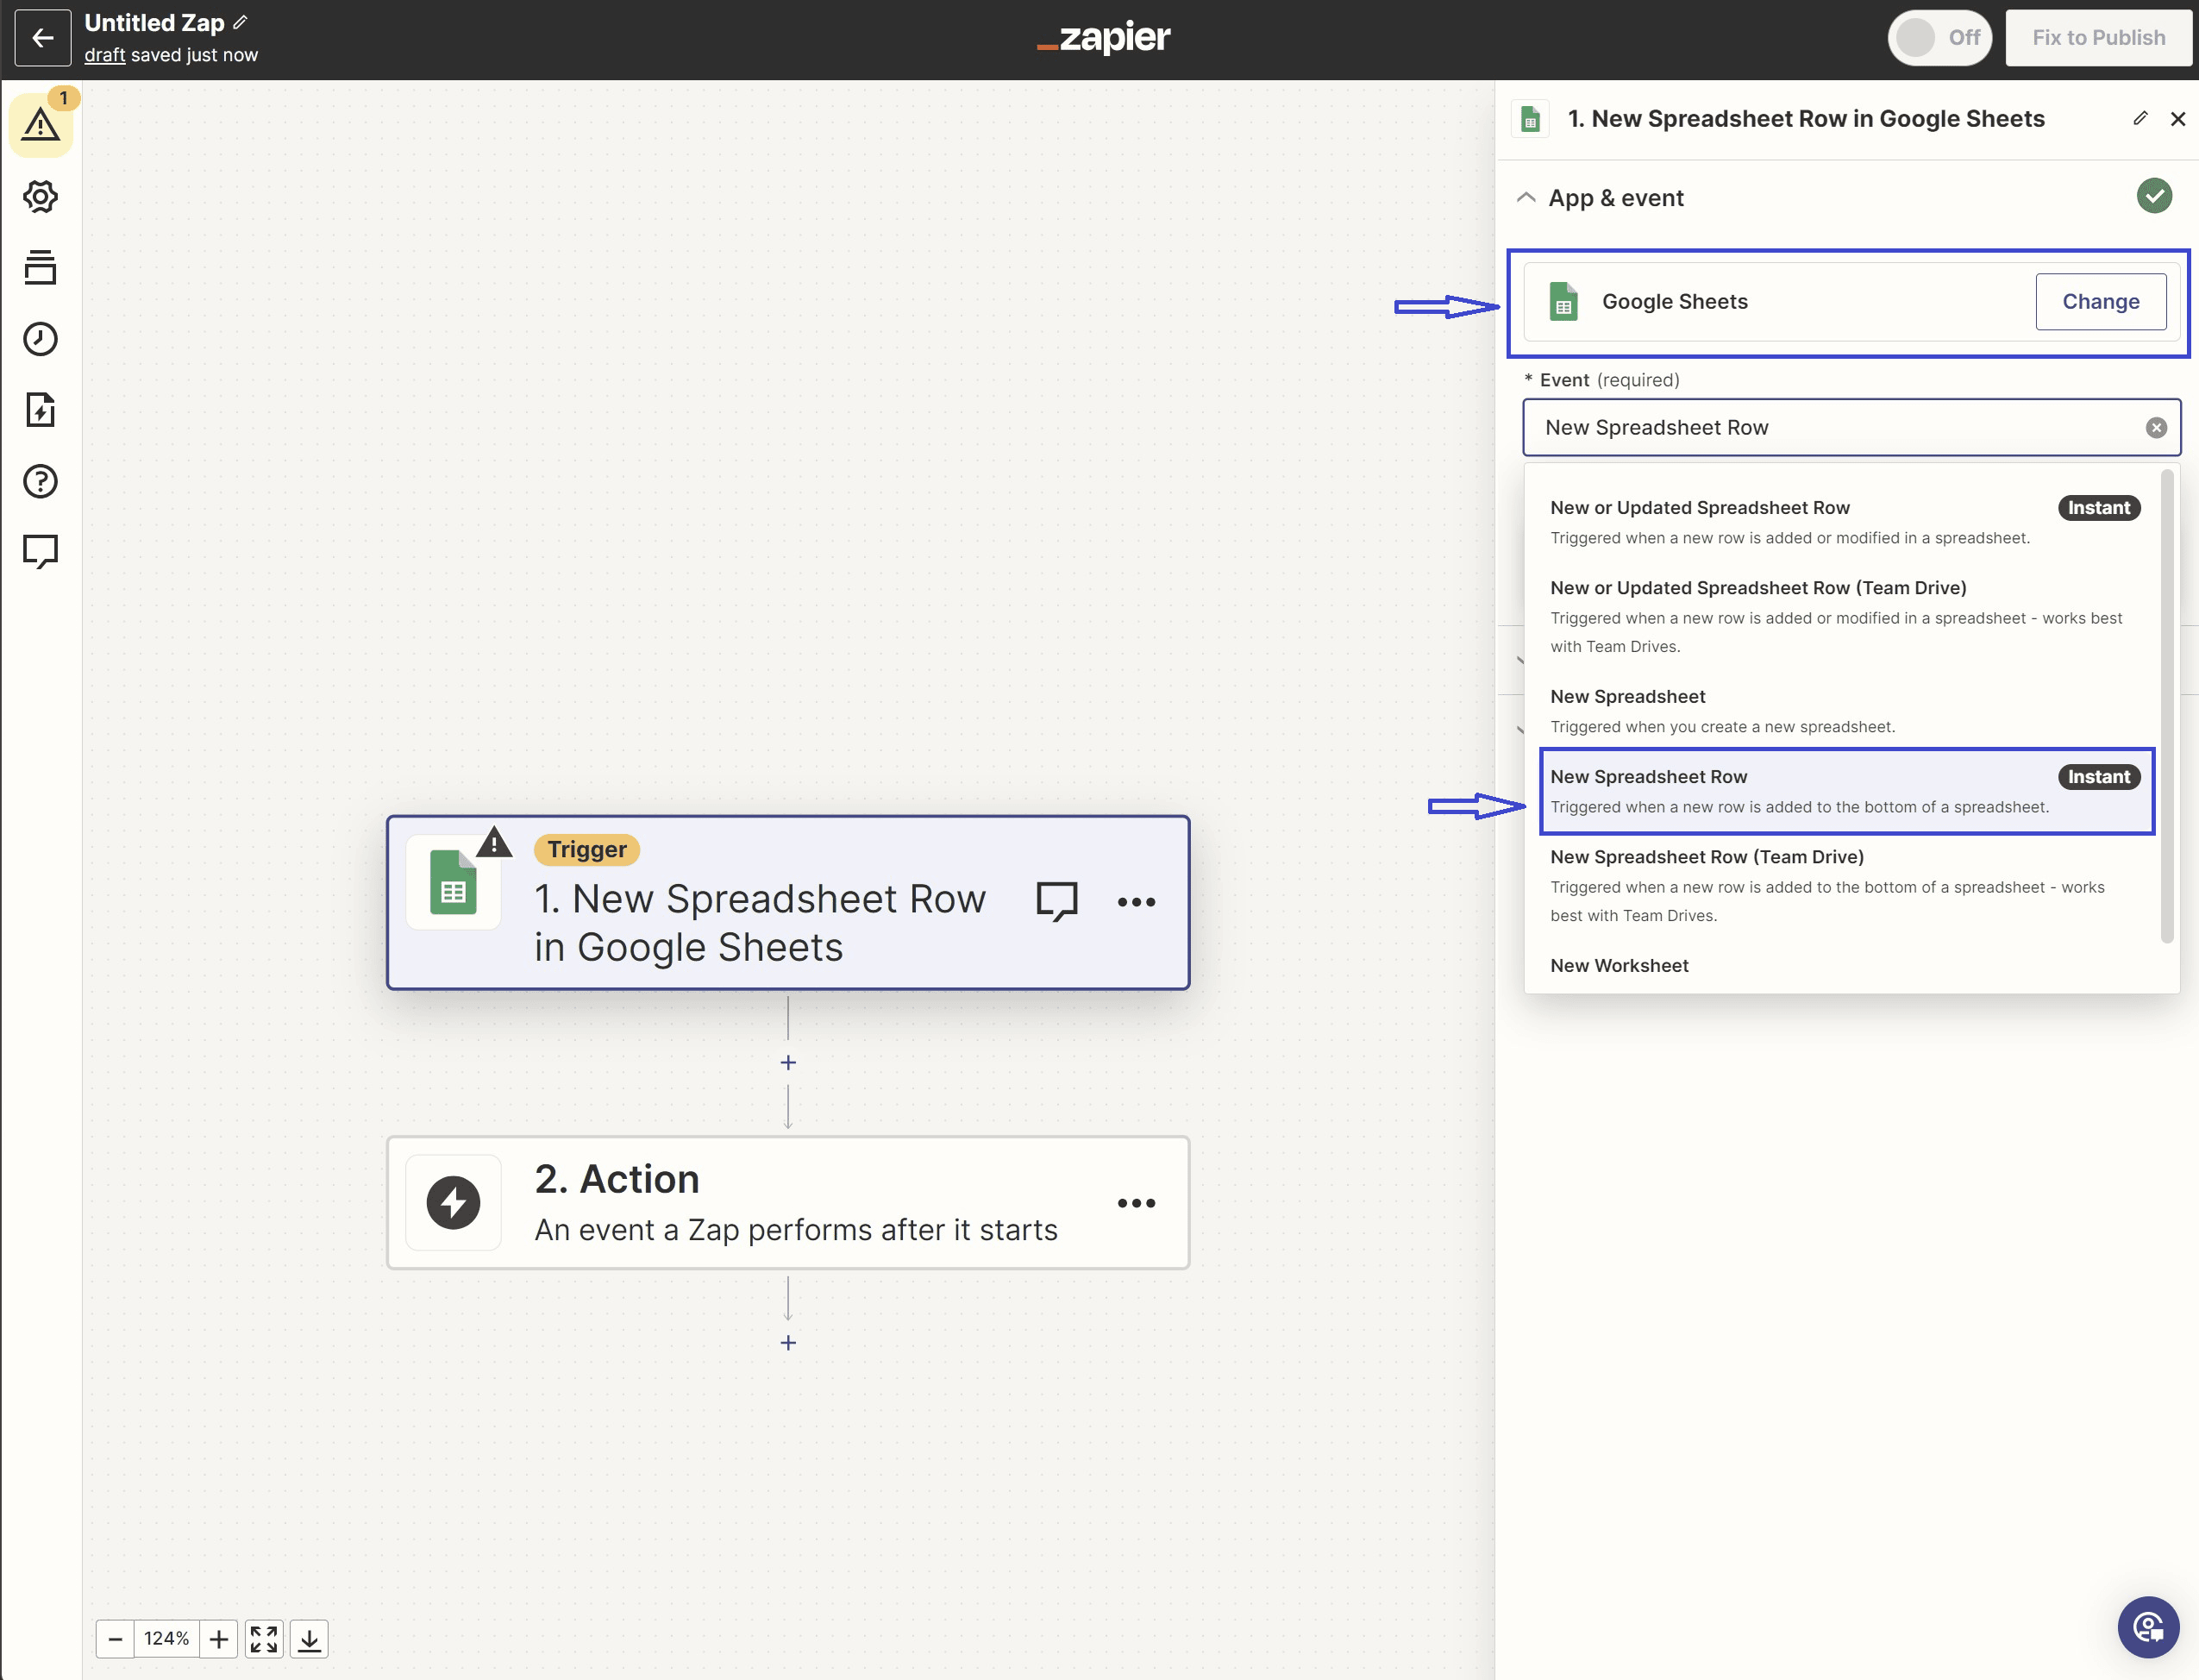 Untitled Zap
draft saved just now
zapier
Off
Fix to Publish
1
1. New Spreadsheet Row in Google Sheets
App & event
Google Sheets
Change
* Event (required)
New Spreadsheet Row
New or Updated Spreadsheet Row
Instant
Triggered when a new row is added or modified in a spreadsheet.
New or Updated Spreadsheet Row (Team Drive)
Triggered when a new row is added or modified in a spreadsheet - works best
with Team Drives.
New Spreadsheet
Triggered when you create a new spreadsheet.
New Spreadsheet Row
Instant
Triggered when a new row is added to the bottom of a spreadsheet.
New Spreadsheet Row (Team Drive)
Triggered when a new row is added to the bottom of a spreadsheet - works
best with Team Drives.
New Worksheet
Trigger
1. New Spreadsheet Row
in Google Sheets
2. Action
An event a Zap performs after it starts
124%